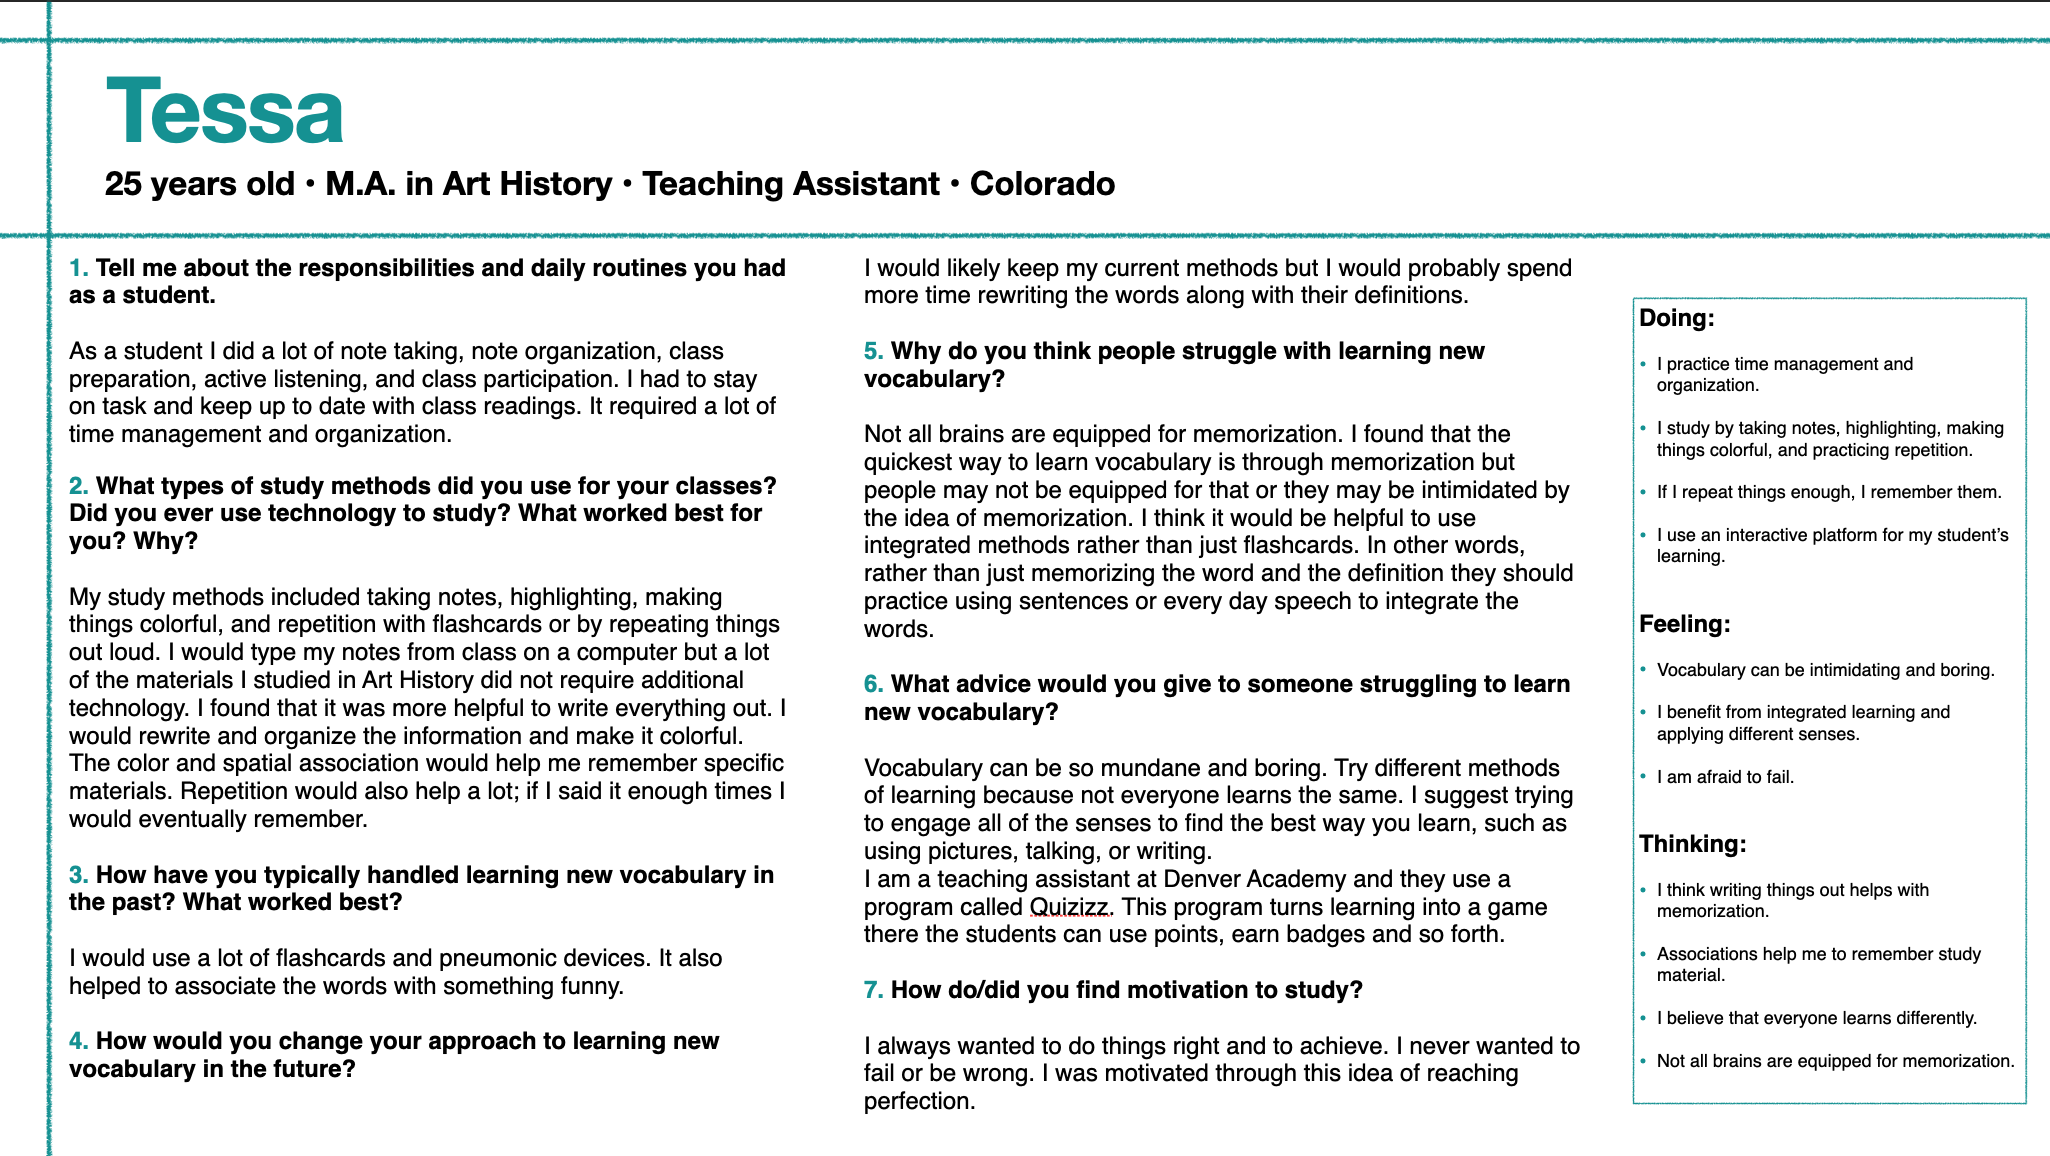 Tessa
25 years old • M.A. in Art History • Teaching Assistant • Colorado
1. Tell me about the responsibilities and daily routines you had
as a student.
As a student I did a lot of note taking, note organization, class
preparation, active listening, and class participation. I had to stay
on task and keep up to date with class readings. It required a lot of
time management and organization.
2. What types of study methods did you use for your classes?
Did you ever use technology to study? What worked best for
you? Why?
My study methods included taking notes, highlighting, making
things colorful, and repetition with flashcards or by repeating things
out loud. I would type my notes from class on a computer but a lot
of the materials I studied in Art History did not require additional
technology. I found that it was more helpful to write everything out. I
would rewrite and organize the information and make it colorful.
The color and spatial association would help me remember specific
materials. Repetition would also help a lot; if I said it enough times I
would eventually remember.
3. How have you typically handled learning new vocabulary in
the past? What worked best?
I would use a lot of flashcards and pneumonic devices. It also
helped to associate the words with something funny.
4. How would you change your approach to learning new
vocabulary in the future?
I would likely keep my current methods but I would probably spend
more time rewriting the words along with their definitions.
5. Why do you think people struggle with learning new
vocabulary?
Not all brains are equipped for memorization. I found that the
quickest way to learn vocabulary is through memorization but
people may not be equipped for that or they may be intimidated by
the idea of memorization. I think it would be helpful to use
integrated methods rather than just flashcards. In other words,
rather than just memorizing the word and the definition they should
practice using sentences or every day speech to integrate the
words.
6. What advice would you give to someone struggling to learn
new vocabulary?
Vocabulary can be so mundane and boring. Try different methods
of learning because not everyone learns the same. I suggest trying
to engage all of the senses to find the best way you learn, such as
using pictures, talking, or writing.
I am a teaching assistant at Denver Academy and they use a
program called Quizizz. This program turns learning into a game
there the students can use points, earn badges and so forth.
7. How do/did you find motivation to study?
I always wanted to do things right and to achieve. I never wanted to
fail or be wrong. I was motivated through this idea of reaching
perfection.
Doing:
• I practice time management and
organization.
• I study by taking notes, highlighting, making
things colorful, and practicing repetition.
• If I repeat things enough, I remember them.
• I use an interactive platform for my student’s
learning.
Feeling:
• Vocabulary can be intimidating and boring.
• I benefit from integrated learning and
applying different senses.
• I am afraid to fail.
Thinking:
• I think writing things out helps with
memorization.
• Associations help me to remember study
material.
• I believe that everyone learns differently.
• Not all brains are equipped for memorization.